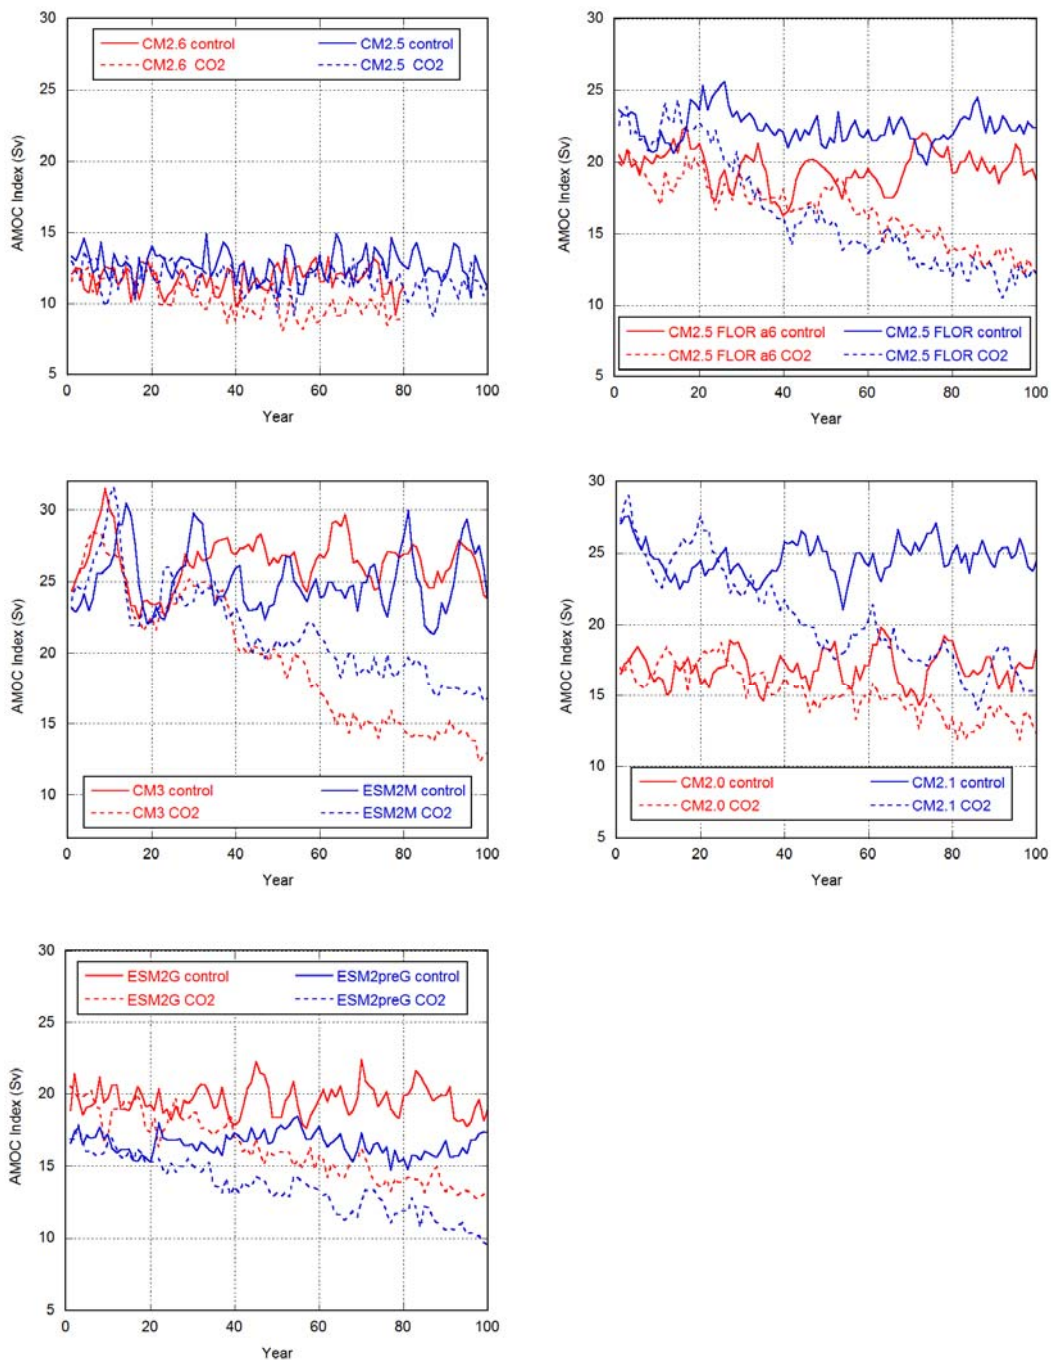 30
CM2.6 control CM2.5 control
CM2.6 CO2 CM2.5 CO2
25
20
15
10
5
0 20 40 60 80 100
AMOC Index (Sv)
Year
30
25
20
15
10
CM2.5 FLOR a6 control CM2.5 FLOR control
CM2.5 FLOR a6 CO2 CM2.5 FLOR CO2
5
0 20 40 60 80 100
AMOC Index (Sv)
Year
30
25
20
15
10
CM3 control ESM2M control
CM3 CO2 ESM2M CO2
0 20 40 60 80 100
AMOC Index (Sv)
Year
30
25
20
15
10
CM2.0 control CM2.1 control
CM2.0 CO2 CM2.1 CO2
5
0 20 40 60 80 100
AMOC Index (Sv)
Year
30
ESM2G control ESM2preG control
ESM2G CO2 ESM2preG CO2
25
20
15
10
5
0 20 40 60 80 100
AMOC Index (Sv)
Year